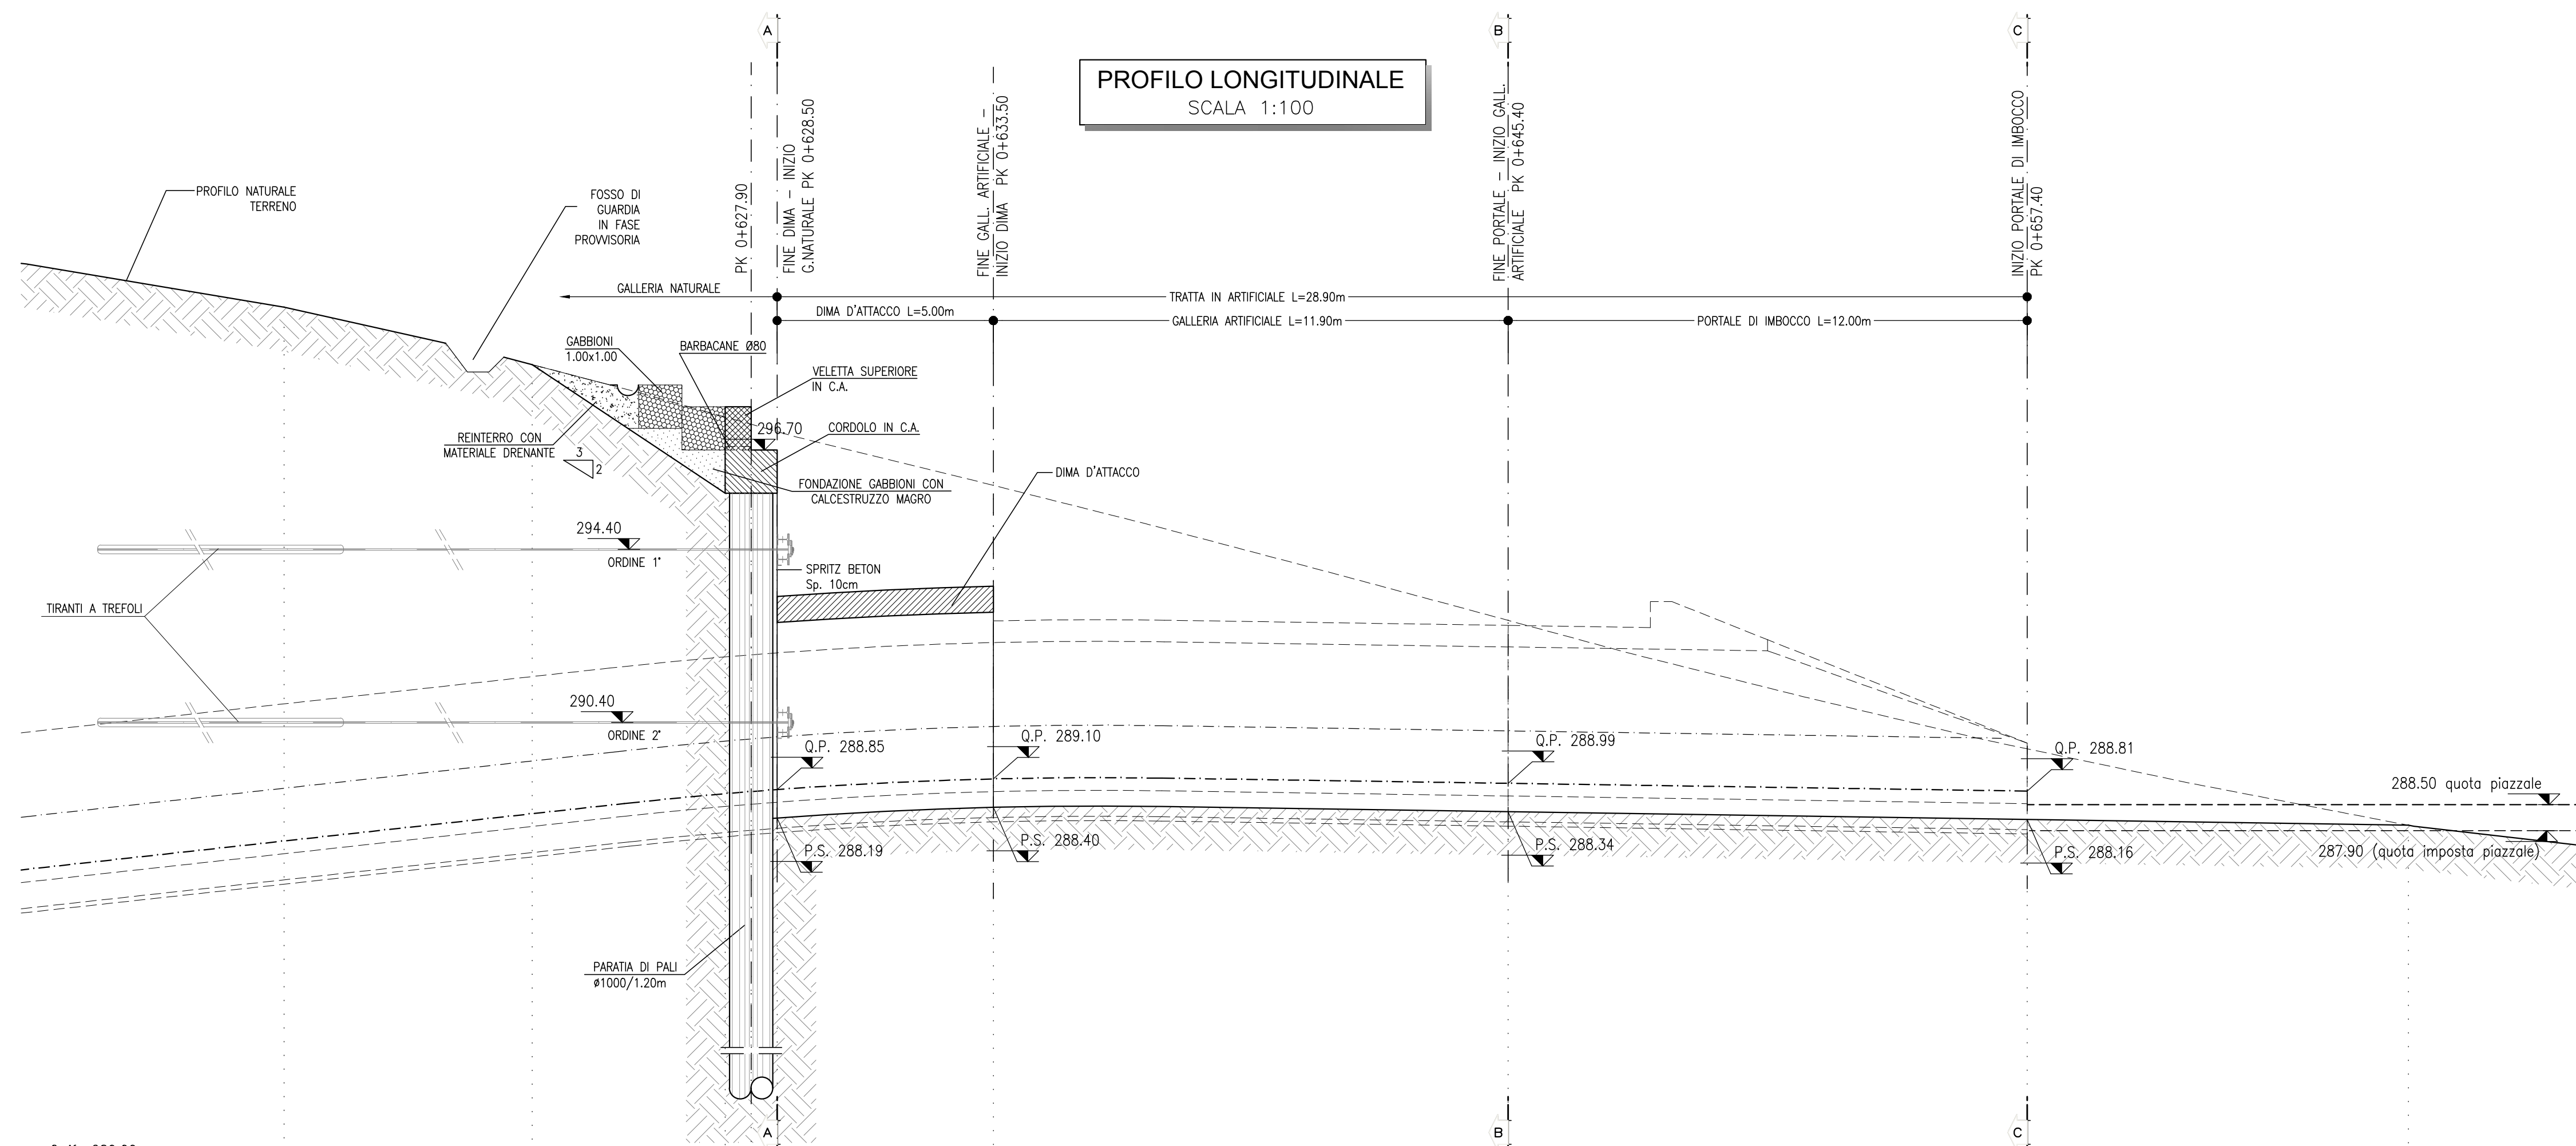 A
B
C
PROFILO LONGITUDINALE
SCALA 1:100
PK 0+627.90
FINE DIMA - INIZIO
G.NATURALE PK 0+628.50
FINE GALL. ARTIFICIALE -
INIZIO DIMA PK 0+633.50
FINE PORTALE - INIZIO GALL.
ARTIFICIALE PK 0+645.40
INIZIO PORTALE DI IMBOCCO
PK 0+657.40
PROFILO NATURALE
TERRENO
FOSSO DI
GUARDIA
IN FASE
PROVVISORIA
GALLERIA NATURALE
TRATTA IN ARTIFICIALE L=28.90m
DIMA D'ATTACCO L=5.00m
GALLERIA ARTIFICIALE L=11.90m
PORTALE DI IMBOCCO L=12.00m
GABBIONI
1.00x1.00
BARBACANE Ø80
VELETTA SUPERIORE
IN C.A.
296.70
CORDOLO IN C.A.
REINTERRO CON
MATERIALE DRENANTE
3
2
DIMA D'ATTACCO
FONDAZIONE GABBIONI CON
CALCESTRUZZO MAGRO
294.40
ORDINE 1°
SPRITZ BETON
Sp. 10cm
TIRANTI A TREFOLI
290.40
ORDINE 2°
Q.P. 288.85
Q.P. 289.10
Q.P. 288.99
Q.P. 288.81
288.50 quota piazzale
P.S. 288.19
P.S. 288.40
P.S. 288.34
P.S. 288.16
287.90 (quota imposta piazzale)
PARATIA DI PALI
ø1000/1.20m
A
B
C